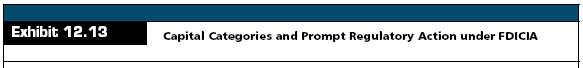 Exhibit 12.13 Capital Categories and Prompt Regulatory Action under FDICIA